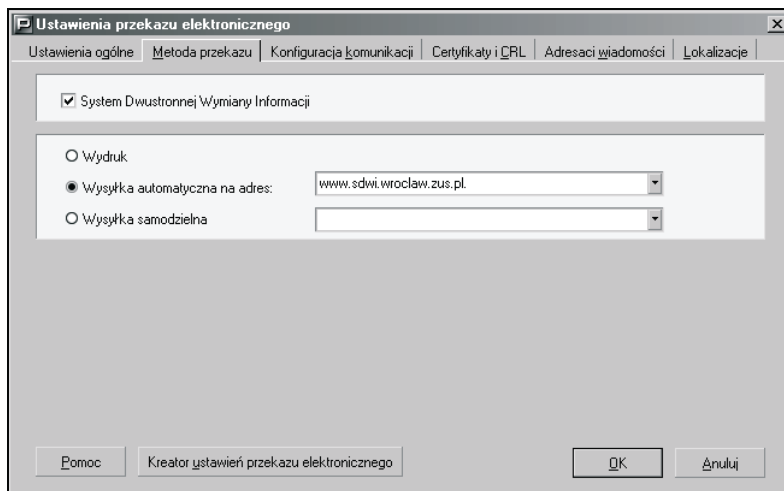 Ustawienia przekazu elektronicznego
Ustawienia ogólne Metoda przekazu Konfiguracja komunikacji Certyfikaty i CRL Adresaci wiadomości Lokalizacje
System Dwustronnej Wymiany Informacji
Wydruk
Wysyłka automatyczna na adres: www.sdwi.wroclaw.zus.pl.
Wysyłka samodzielna
Pomoc Kreator ustawień przekazu elektronicznego OK Anuluj